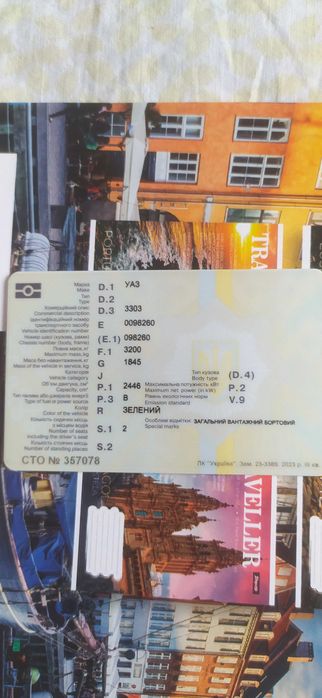 TRA
PORTU
Марка
Make
D.1 УАЗ
Тип
Type
D.2
Комерційний опис
Commercial description
D.3 3303
Ідентифікаційний номер
транспортного засобу
Vehicle identification number
E 0098260
Номер шасі (кузова, рами)
Chassis number (body, frame)
(E.1) 098260
Повна маса, кг
Maximum mass, kg
F.1 3200
Маса без навантаження, кг
Mass of the vehicle in service, kg
G 1845
Категорія
Vehicle category
J
Тип кузова
Body type
(D.4)
Об'єм двигуна, см³
Capacity, cm³
P.1 2446
Максимальна потужність кВт
Maximum net power (in kW)
P.2
Тип палива або джерела енергії
Type of fuel or power source
P.3 B
Рівень екологічних норм
Emission standard
V.9
Колір
Color of the vehicle
R ЗЕЛЕНИЙ
Кількість сидячих місць
з місцем водія
Number of seats
including the driver's seat
S.1 2
Особливі відмітки: ЗАГАЛЬНИЙ ВАНТАЖНИЙ БОРТОВИЙ
Special marks
Кількість стоячих місць
Number of standing places
S.2
СТО № 357078
ПК "Україна". Зам. 23-3385. 2023 р. III кв.
VELLER